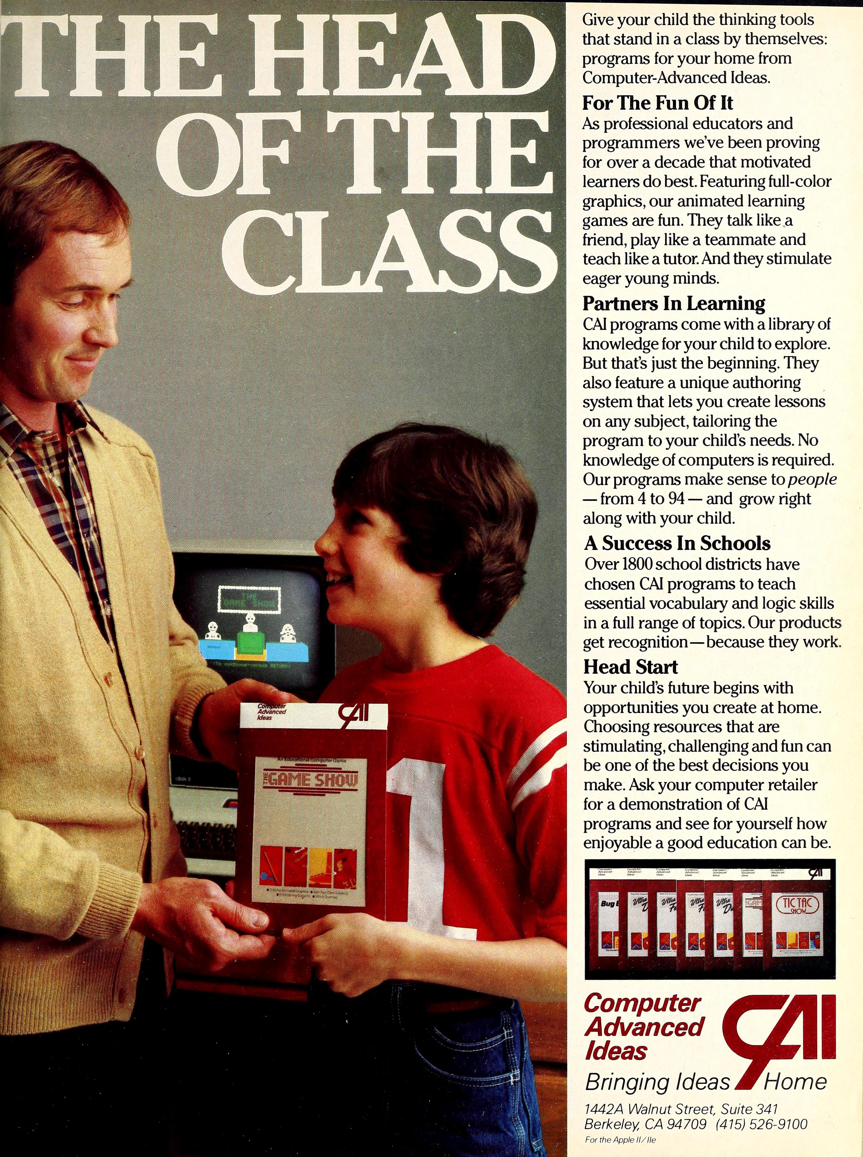 THE HEAD
OF THE
CLASS
THE
GAME SHOW
Computer
Advanced
Ideas
CAI
An Educational Computer Game
THE GAME SHOW
1
Give your child the thinking tools
that stand in a class by themselves:
programs for your home from
Computer-Advanced Ideas.
For The Fun Of It
As professional educators and
programmers we've been proving
for over a decade that motivated
learners do best. Featuring full-color
graphics, our animated learning
games are fun. They talk like a
friend, play like a teammate and
teach like a tutor. And they stimulate
eager young minds.
Partners In Learning
CAI programs come with a library of
knowledge for your child to explore.
But that's just the beginning. They
also feature a unique authoring
system that lets you create lessons
on any subject, tailoring the
program to your child's needs. No
knowledge of computers is required.
Our programs make sense to people
— from 4 to 94 — and grow right
along with your child.
A Success In Schools
Over 1800 school districts have
chosen CAI programs to teach
essential vocabulary and logic skills
in a full range of topics. Our products
get recognition — because they work.
Head Start
Your child's future begins with
opportunities you create at home.
Choosing resources that are
stimulating, challenging and fun can
be one of the best decisions you
make. Ask your computer retailer
for a demonstration of CAI
programs and see for yourself how
enjoyable a good education can be.
CAI
Bug
TIC TAC
SHOW
Computer
Advanced
Ideas
CAI
Bringing Ideas Home
1442A Walnut Street, Suite 341
Berkeley, CA 94709 (415) 526-9100
For the Apple II/IIe